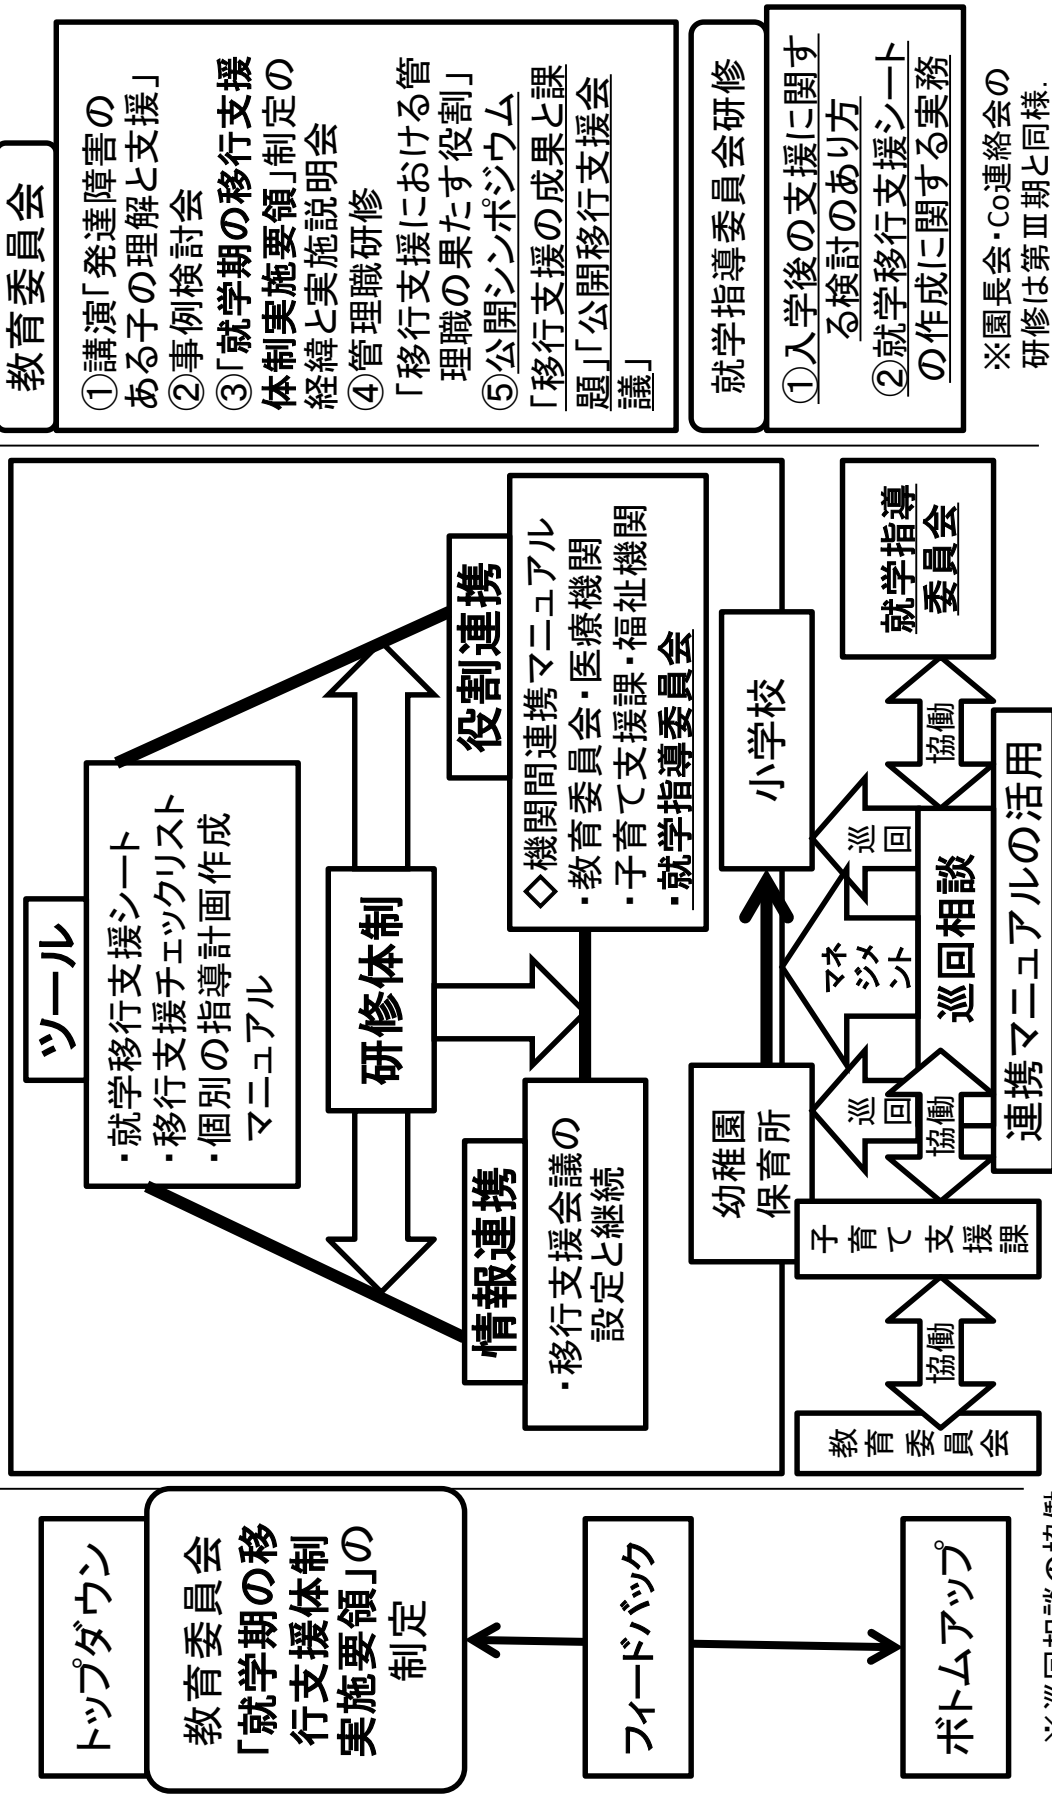 トップダウン
教育委員会
「就学期の移
行支援体制
実施要領」の
制定
フィードバック
ボトムアップ
ツール
・就学移行支援シート
・移行支援チェックリスト
・個別の指導計画作成
マニュアル
研修体制
情報連携
・移行支援会議の
設定と継続
役割連携
◇機関間連携マニュアル
・教育委員会・医療機関
・子育て支援課・福祉機関
・就学指導委員会
幼稚園
保育所
小学校
教育委員会
協働
子育て支援課
協働
巡回
マネ
ジメ
ント
巡回
巡回相談
協働
就学指導
委員会
連携マニュアルの活用
教育委員会
①講演「発達障害の
ある子の理解と支援」
②事例検討会
③「就学期の移行支援
体制実施要領」制定の
経緯と実施説明会
④管理職研修
「移行支援における管
理職の果たす役割」
⑤公開シンポジウム
「移行支援の成果と課
題」「公開移行支援会
議」
就学指導委員会研修
①入学後の支援に関す
る検討のあり方
②就学移行支援シート
の作成に関する実務
※園長会・Co連絡会の
研修は第Ⅲ期と同様.